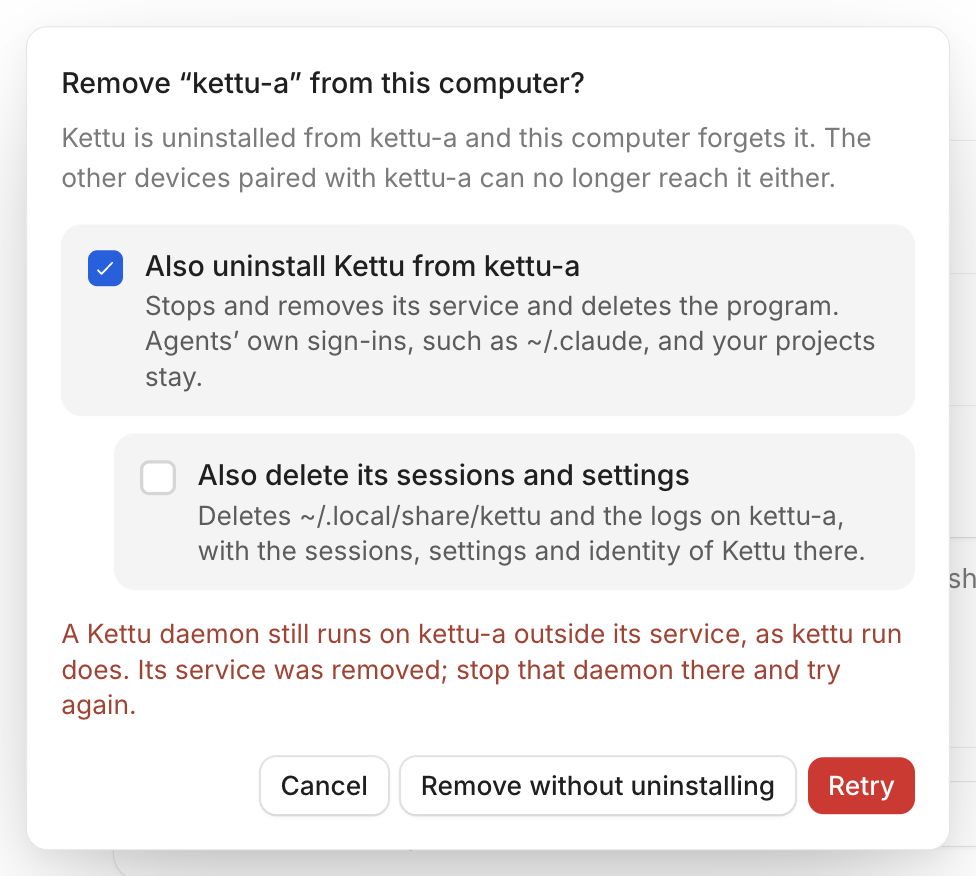 Remove “kettu-a” from this computer?
Kettu is uninstalled from kettu-a and this computer forgets it. The
other devices paired with kettu-a can no longer reach it either.
Also uninstall Kettu from kettu-a
Stops and removes its service and deletes the program.
Agents’ own sign-ins, such as ~/.claude, and your projects
stay.
Also delete its sessions and settings
Deletes ~/.local/share/kettu and the logs on kettu-a,
with the sessions, settings and identity of Kettu there.
sh
A Kettu daemon still runs on kettu-a outside its service, as kettu run
does. Its service was removed; stop that daemon there and try
again.
Cancel
Remove without uninstalling
Retry